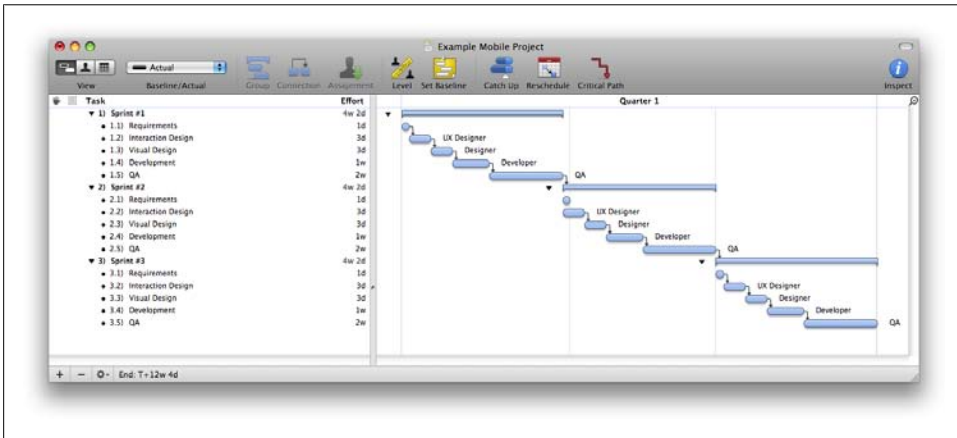 Example Mobile Project
Actual
View Baseline/Actual Group Connection Assignment Level Set Baseline Catch Up Reschedule Critical Path Inspect
Task Effort Quarter 1
1) Sprint #1 4w 2d
1.1) Requirements 1d
1.2) Interaction Design 3d UX Designer
1.3) Visual Design 3d Designer
1.4) Development 1w Developer
1.5) QA 2w QA
2) Sprint #2 4w 2d
2.1) Requirements 1d
2.2) Interaction Design 3d UX Designer
2.3) Visual Design 3d Designer
2.4) Development 1w Developer
2.5) QA 2w QA
3) Sprint #3 4w 2d
3.1) Requirements 1d
3.2) Interaction Design 3d UX Designer
3.3) Visual Design 3d Designer
3.4) Development 1w Developer
3.5) QA 2w QA
End: T+12w 4d